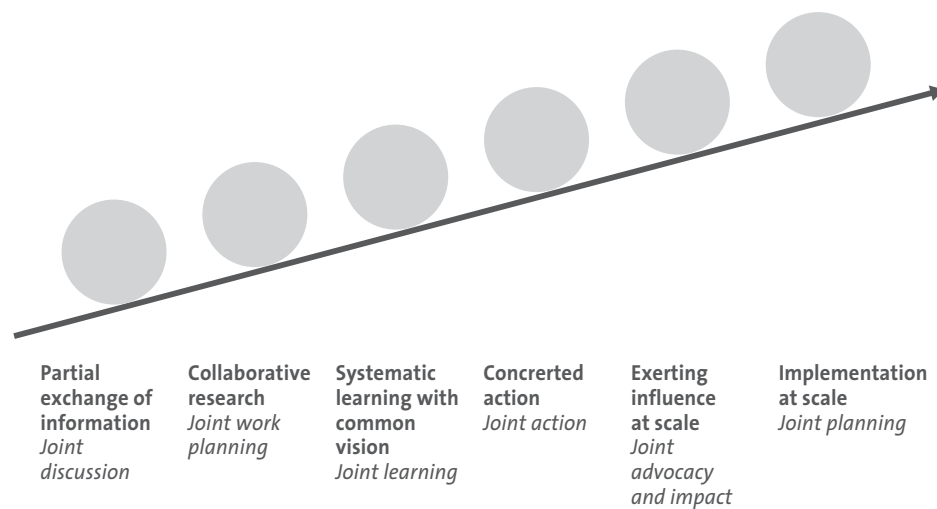 Partial
exchange of
information
Joint
discussion
Collaborative
research
Joint work
planning
Systematic
learning with
common
vision
Joint learning
Concrerted
action
Joint action
Exerting
influence
at scale
Joint
advocacy
and impact
Implementation
at scale
Joint planning